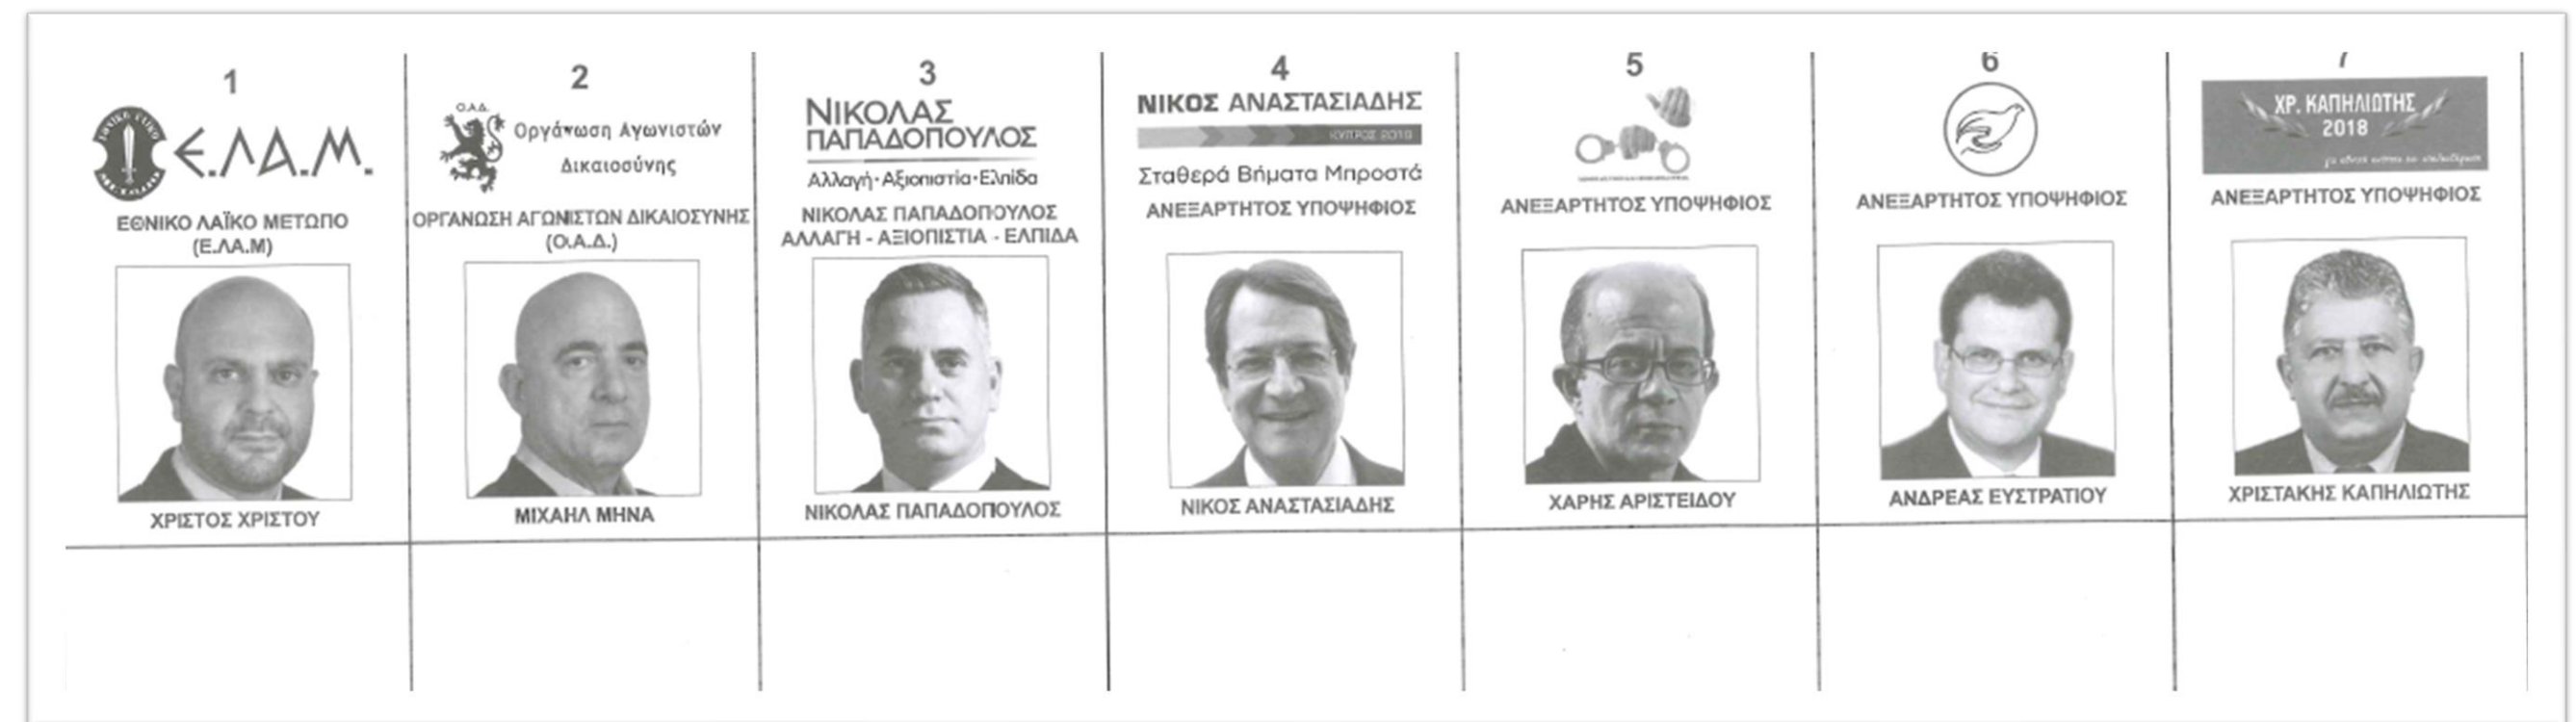 1
Ε.ΛΑ.Μ.
ΕΘΝΙΚΟ ΛΑΪΚΟ ΜΕΤΩΠΟ
(Ε.ΛΑ.Μ)
ΧΡΙΣΤΟΣ ΧΡΙΣΤΟΥ
2
Ο.Α.Δ.
Οργάνωση Αγωνιστών
Δικαιοσύνης
ΟΡΓΑΝΩΣΗ ΑΓΩΝΙΣΤΩΝ ΔΙΚΑΙΟΣΥΝΗΣ
(Ο.Α.Δ.)
ΜΙΧΑΗΛ ΜΗΝΑ
3
ΝΙΚΟΛΑΣ
ΠΑΠΑΔΟΠΟΥΛΟΣ
Αλλαγή·Αξιοπιστία·Ελπίδα
ΝΙΚΟΛΑΣ ΠΑΠΑΔΟΠΟΥΛΟΣ
ΑΛΛΑΓΗ - ΑΞΙΟΠΙΣΤΙΑ - ΕΛΠΙΔΑ
ΝΙΚΟΛΑΣ ΠΑΠΑΔΟΠΟΥΛΟΣ
4
ΝΙΚΟΣ ΑΝΑΣΤΑΣΙΑΔΗΣ
ΚΥΠΡΟΣ 2018
Σταθερά Βήματα Μπροστά
ΑΝΕΞΑΡΤΗΤΟΣ ΥΠΟΨΗΦΙΟΣ
ΝΙΚΟΣ ΑΝΑΣΤΑΣΙΑΔΗΣ
5
ΑΝΕΞΑΡΤΗΤΟΣ ΥΠΟΨΗΦΙΟΣ
ΧΑΡΗΣ ΑΡΙΣΤΕΙΔΟΥ
6
ΑΝΕΞΑΡΤΗΤΟΣ ΥΠΟΨΗΦΙΟΣ
ΑΝΔΡΕΑΣ ΕΥΣΤΡΑΤΙΟΥ
7
ΧΡ. ΚΑΠΗΛΙΩΤΗΣ
2018
ΑΝΕΞΑΡΤΗΤΟΣ ΥΠΟΨΗΦΙΟΣ
ΧΡΙΣΤΑΚΗΣ ΚΑΠΗΛΙΩΤΗΣ